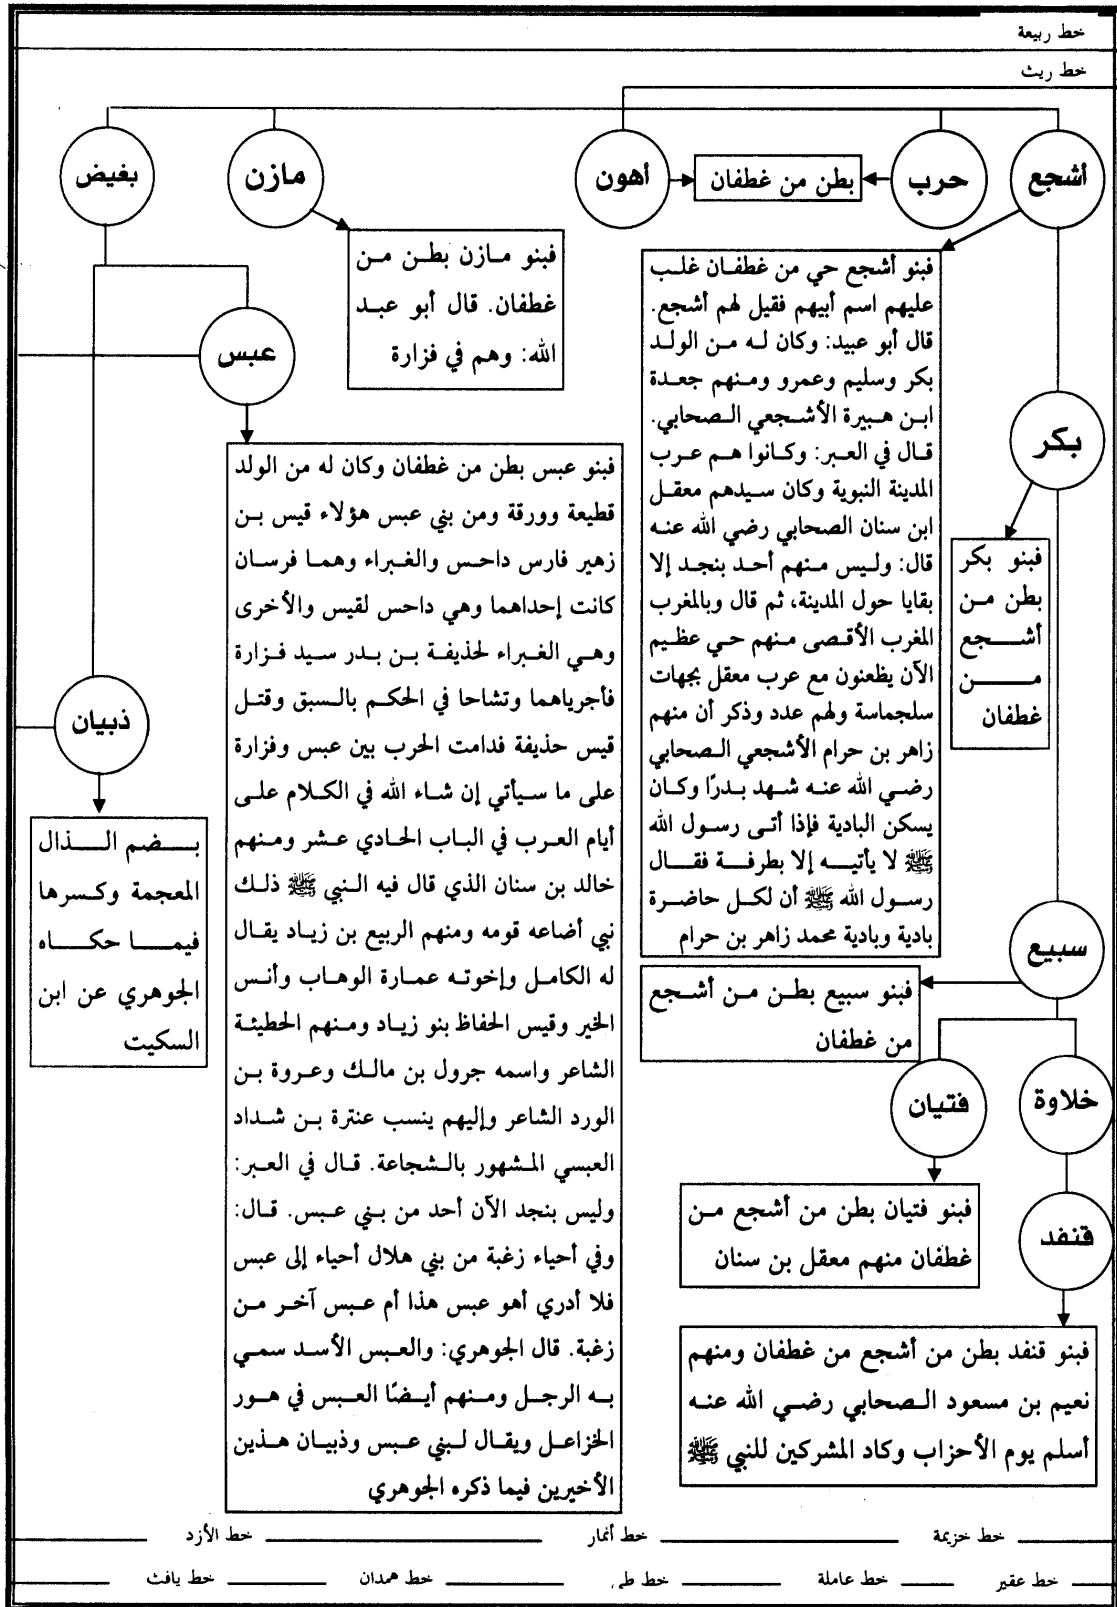 خط ربيعة
خط ريث
أشجع
حرب
بطن من غطفان
أهون
مازن
بغيض
فبنو أشجع حي من غطفان غلب
عليهم اسم أبيهم فقيل لهم أشجع.
قال أبو عبيد: وكان له من الولد
بكر وسليم وعمرو ومنهم جعدة
ابن هبيرة الأشجعي الصحابي.
قال في العبر: وكانوا هم عرب
المدينة النبوية وكان سيدهم معقل
ابن سنان الصحابي رضي الله عنه
قال: وليس منهم أحد بنجد إلا
بقايا حول المدينة، ثم قال وبالمغرب
المغرب الأقصى منهم حي عظيم
الآن يظعنون مع عرب معقل بجهات
سلجماسة ولهم عدد وذكر أن منهم
زاهر بن حرام الأشجعي الصحابي
رضي الله عنه شهد بدرًا وكان
يسكن البادية فإذا أتى رسول الله
ﷺ لا يأتيه إلا بطرفة فقال
رسول الله ﷺ أن لكل حاضرة
بادية وبادية محمد زاهر بن حرام
فبنو مازن بطن من
غطفان. قال أبو عبد
الله: وهم في فزارة
عبس
بكر
فبنو بكر
بطن من
أشجع
من
غطفان
فبنو عبس بطن من غطفان وكان له من الولد
قطيعة وورقة ومن بني عبس هؤلاء قيس بن
زهير فارس داحس والغبراء وهما فرسان
كانت إحداهما وهي داحس لقيس والأخرى
وهي الغبراء لحذيفة بن بدر سيد فزارة
فأجرياهما وتشاحا في الحكم بالسبق وقتل
قيس حذيفة فدامت الحرب بين عبس وفزارة
على ما سيأتي إن شاء الله في الكلام على
أيام العرب في الباب الحادي عشر ومنهم
خالد بن سنان الذي قال فيه النبي ﷺ ذلك
نبي أضاعه قومه ومنهم الربيع بن زياد يقال
له الكامل وإخوته عمارة الوهاب وأنس
الخير وقيس الحفاظ بنو زياد ومنهم الحطيئة
الشاعر واسمه جرول بن مالك وعروة بن
الورد الشاعر وإليهم ينسب عنترة بن شداد
العبسي المشهور بالشجاعة. قال في العبر:
وليس بنجد الآن أحد من بني عبس. قال:
وفي أحياء زغبة من بني هلال أحياء إلى عبس
فلا أدري أهو عبس هذا أم عبس آخر من
زغبة. قال الجوهري: والعبس الأسد سمي
به الرجل ومنهم أيضًا العبس في هور
الخزاعل ويقال لبني عبس وذبيان هذين
الأخيرين فيما ذكره الجوهري
ذبيان
بضم الذال
المعجمة وكسرها
فيما حكاه
الجوهري عن ابن
السكيت
سبيع
فبنو سبيع بطن من أشجع
من غطفان
خلاوة
فتيان
فبنو فتيان بطن من أشجع من
غطفان منهم معقل بن سنان
قنفد
فبنو قنفد بطن من أشجع من غطفان ومنهم
نعيم بن مسعود الصحابي رضي الله عنه
أسلم يوم الأحزاب وكاد المشركين للنبي ﷺ
خط خزيمة خط أنمار خط الأزد
خط عقير خط عاملة خط طي خط همدان خط يافث